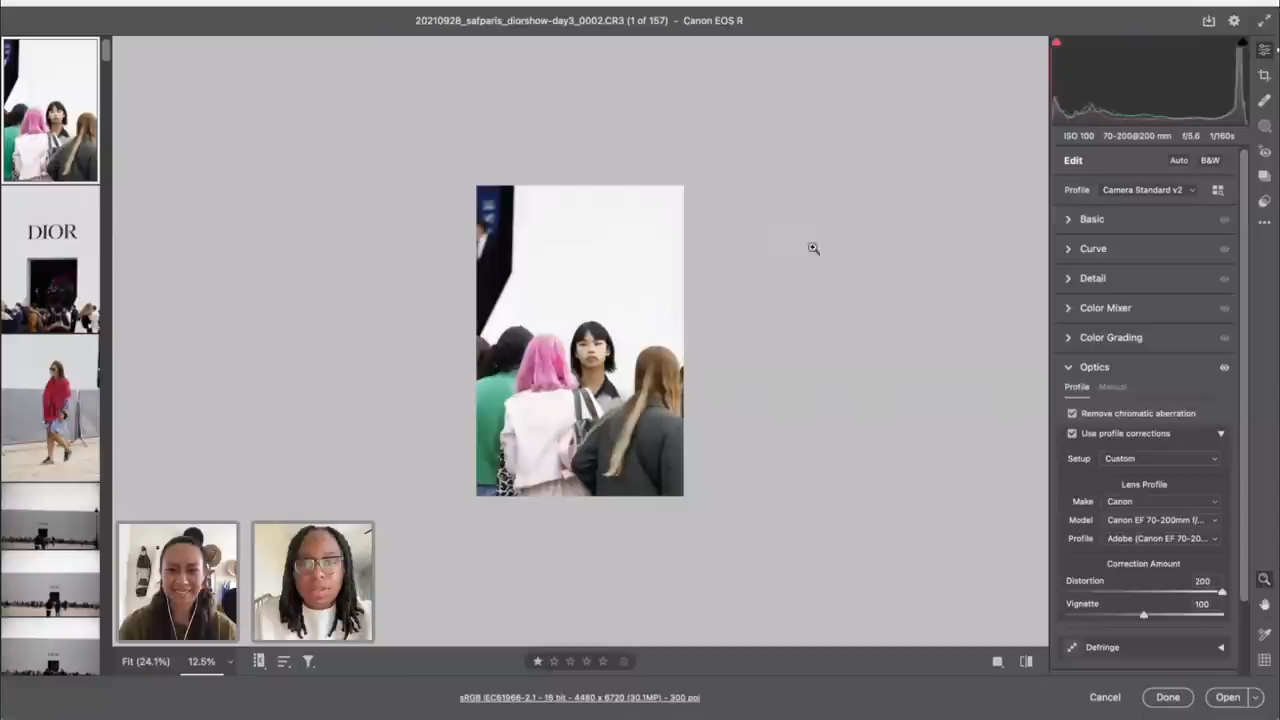 20210928_safparis_diorshow-day3_0002.CR3 (1 of 157) - Canon EOS R
ISO 100 70-200@200 mm f/5.6 1/160s
Edit Auto B&W
Profile Camera Standard v2
Basic
Curve
Detail
Color Mixer
Color Grading
Optics
Profile Manual
Remove chromatic aberration
Use profile corrections
Setup Custom
Lens Profile
Make Canon
Model Canon EF 70-200mm f/...
Profile Adobe (Canon EF 70-20...
Correction Amount
Distortion 200
Vignette 100
Defringe
DIOR
Fit (24.1%) 12.5%
sRGB IEC61966-2.1 - 16 bit - 4480 x 6720 (30.1MP) - 300 ppi
Cancel Done Open